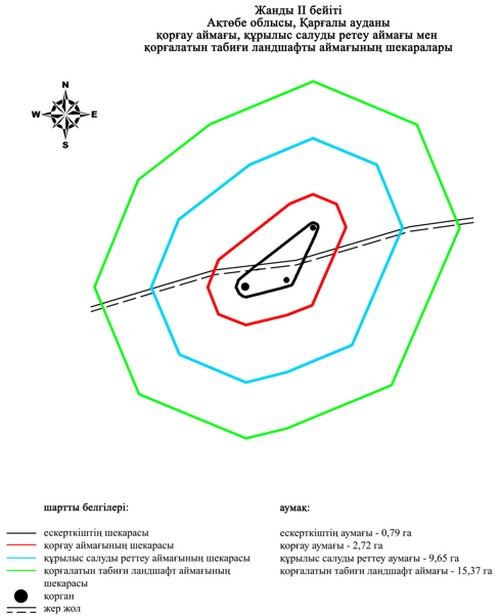 Жанды II бейіті
Ақтөбе облысы, Қарғалы ауданы
қорғау аймағы, құрылыс салуды ретеу аймағы мен
қорғалатын табиғи ландшафты аймағының шекаралары
N
W E
S
шартты белгілері:
ескерткіштің шекарасы
қорғау аймағының шекарасы
құрылыс салуды реттеу аймағының шекарасы
қорғалатын табиғи ландшафт аймағының
шекарасы
қорған
жер жол
аумақ:
ескерткіштің аумағы - 0,79 га
қорғау аумағы - 2,72 га
құрылыс салуды реттеу аумағы - 9,65 га
қорғалатын табиғи ландшафт аумағы - 15,37 га